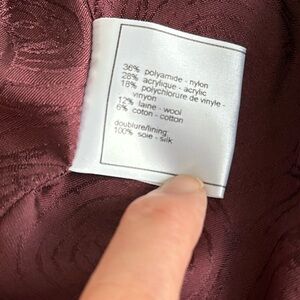 36% polyamide - nylon
28% acrylique - acrylic
18% polychlorure de vinyle -
vinyon
12% laine - wool
6% coton - cotton
doublure/lining:
100% soie - silk